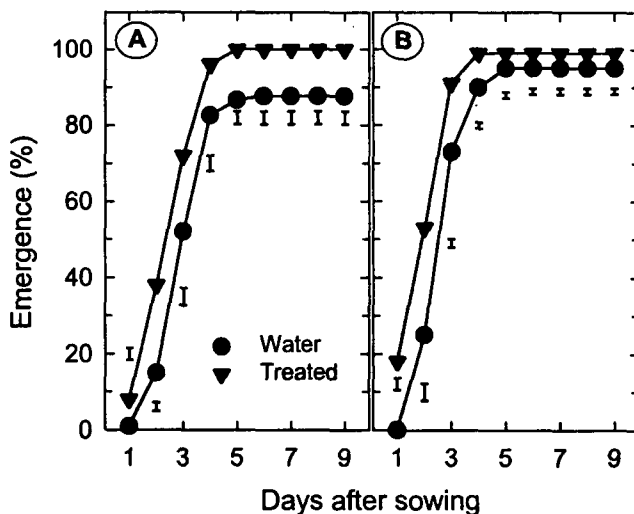 A
B
100
80
60
40
20
0
Emergence (%)
Water
Treated
1 3 5 7 9
1 3 5 7 9
Days after sowing